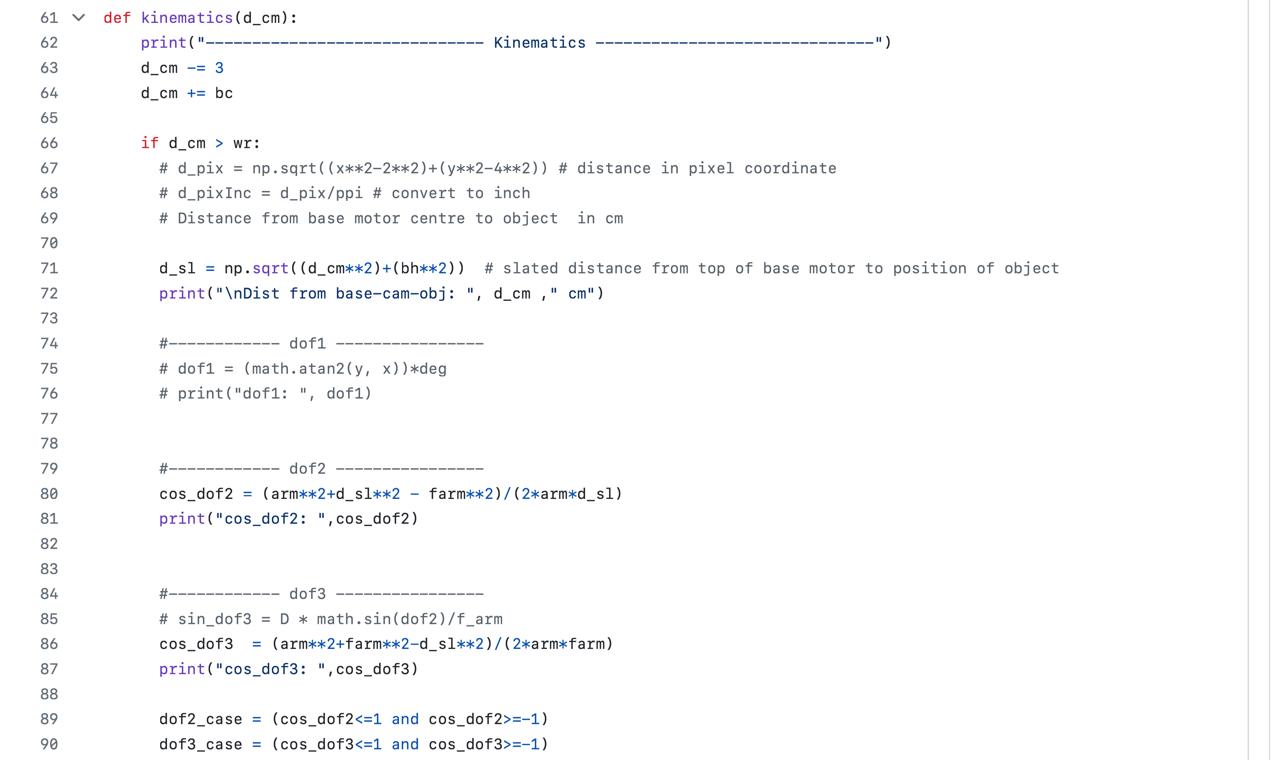 61 def kinematics(d_cm):
62 print("------------------------------ Kinematics ------------------------------")
63 d_cm -= 3
64 d_cm += bc
65
66 if d_cm > wr:
67 # d_pix = np.sqrt((x**2-2**2)+(y**2-4**2)) # distance in pixel coordinate
68 # d_pixInc = d_pix/ppi # convert to inch
69 # Distance from base motor centre to object  in cm
70
71 d_sl = np.sqrt((d_cm**2)+(bh**2))  # slated distance from top of base motor to position of object
72 print("\nDist from base-cam-obj: ", d_cm ," cm")
73
74 #------------ dof1 ----------------
75 # dof1 = (math.atan2(y, x))*deg
76 # print("dof1: ", dof1)
77
78
79 #------------ dof2 ----------------
80 cos_dof2 = (arm**2+d_sl**2 - farm**2)/(2*arm*d_sl)
81 print("cos_dof2: ",cos_dof2)
82
83
84 #------------ dof3 ----------------
85 # sin_dof3 = D * math.sin(dof2)/f_arm
86 cos_dof3  = (arm**2+farm**2-d_sl**2)/(2*arm*farm)
87 print("cos_dof3: ",cos_dof3)
88
89 dof2_case = (cos_dof2<=1 and cos_dof2>=-1)
90 dof3_case = (cos_dof3<=1 and cos_dof3>=-1)